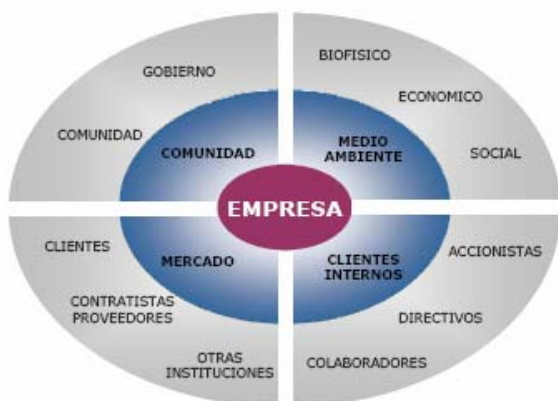 GOBIERNO
COMUNIDAD
COMUNIDAD
BIOFISICO
ECONOMICO
SOCIAL
MEDIO
AMBIENTE
EMPRESA
CLIENTES
MERCADO
CONTRATISTAS
PROVEEDORES
OTRAS
INSTITUCIONES
CLIENTES
INTERNOS
ACCIONISTAS
DIRECTIVOS
COLABORADORES